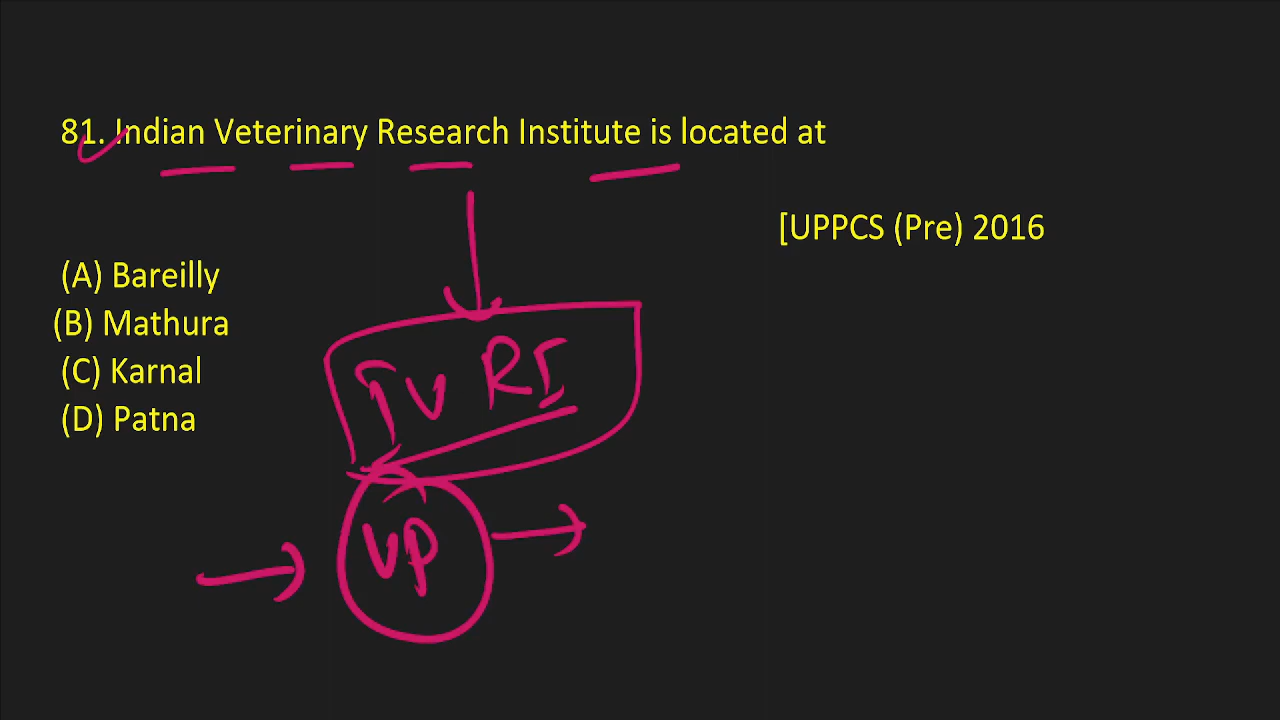 81. Indian Veterinary Research Institute is located at
[UPPCS (Pre) 2016
(A) Bareilly
(B) Mathura
(C) Karnal
(D) Patna
IVRI
UP